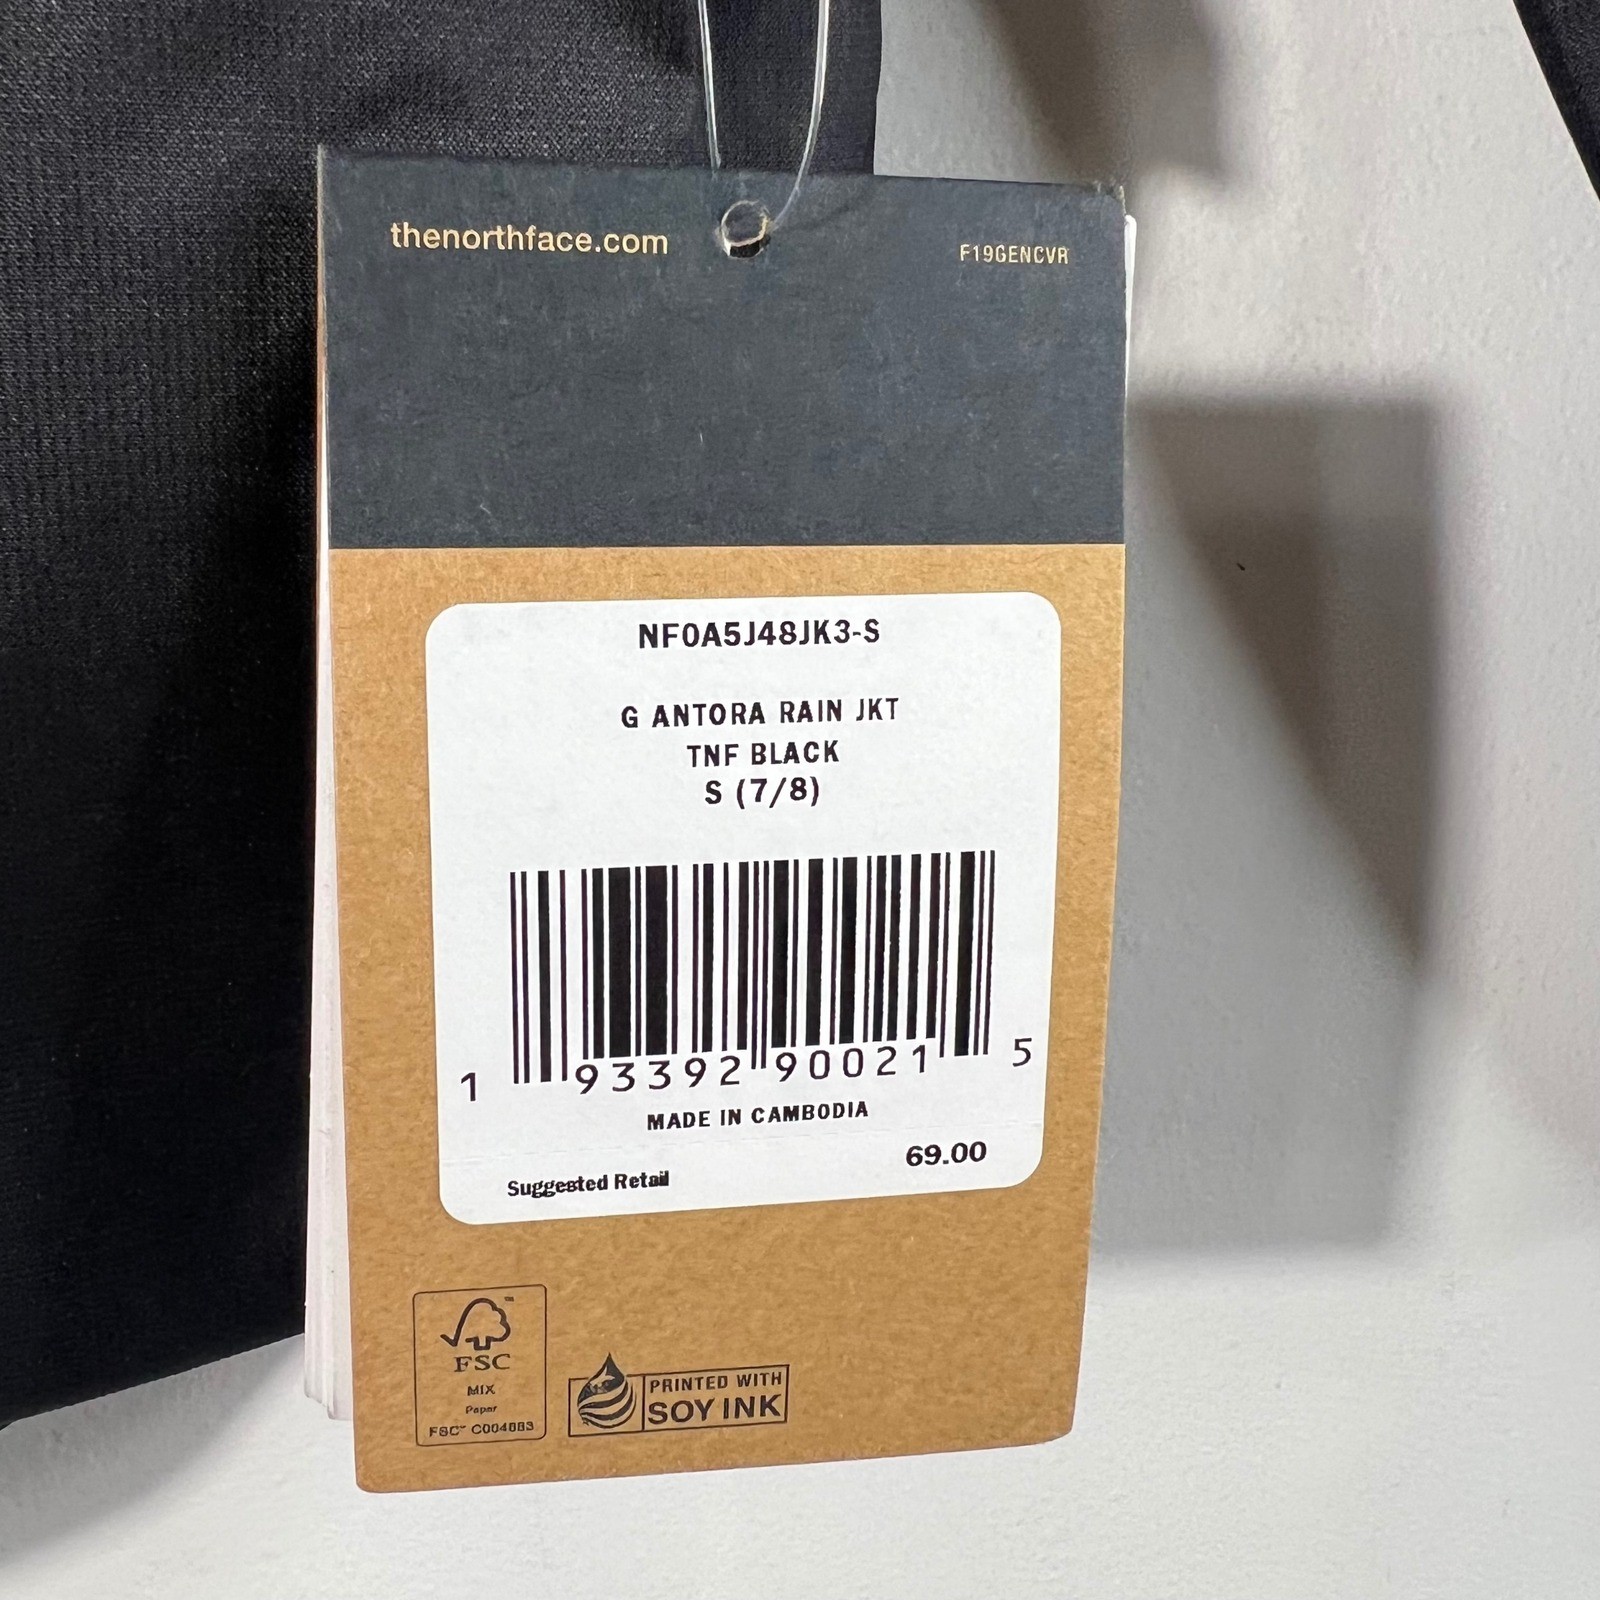 thenorthface.com
F19GENCVR
NF0A5J48JK3-S
G ANTORA RAIN JKT
TNF BLACK
S (7/8)
1 93392 90021 5
MADE IN CAMBODIA
69.00
Suggested Retail
FSC
MIX
Paper
FSC™ C004883
PRINTED WITH
SOY INK